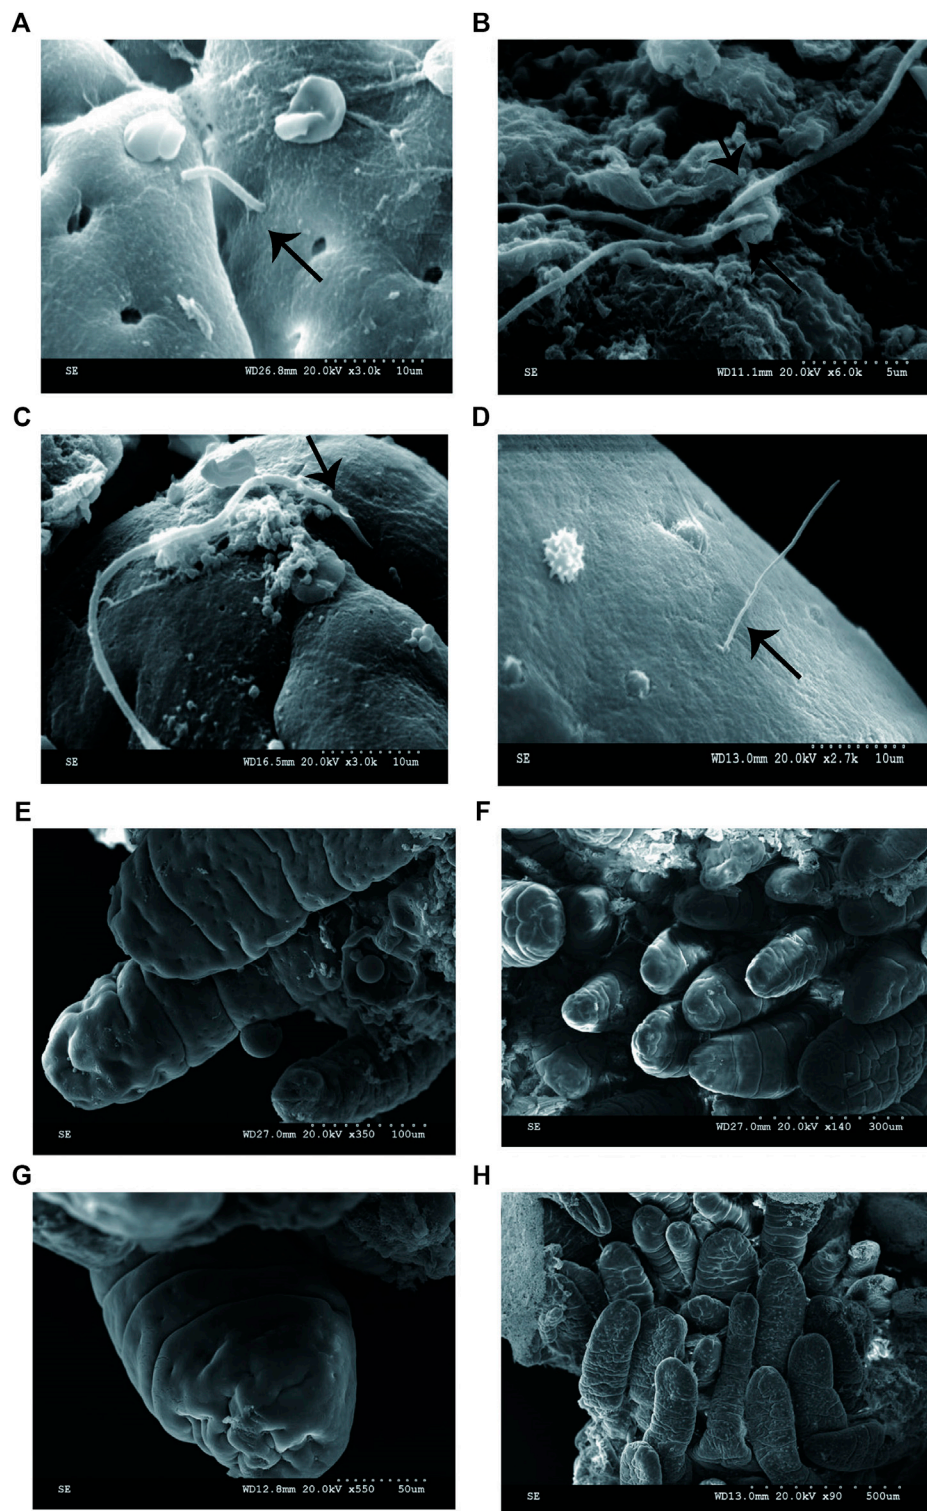 A
B
SE WD26.8mm 20.0kV x3.0k 10um
SE WD11.1mm 20.0kV x6.0k 5um
C
D
SE WD16.5mm 20.0kV x3.0k 10um
SE WD13.0mm 20.0kV x2.7k 10um
E
F
SE WD27.0mm 20.0kV x350 100um
SE WD27.0mm 20.0kV x140 300um
G
H
SE WD12.8mm 20.0kV x550 50um
SE WD13.0mm 20.0kV x90 500um